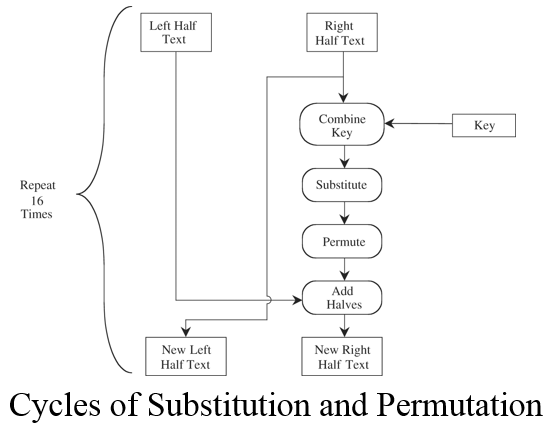 Left Half
Text
Right
Half Text
Combine
Key
Key
Substitute
Repeat
16
Times
Permute
Add
Halves
New Left
Half Text
New Right
Half Text
Cycles of Substitution and Permutation